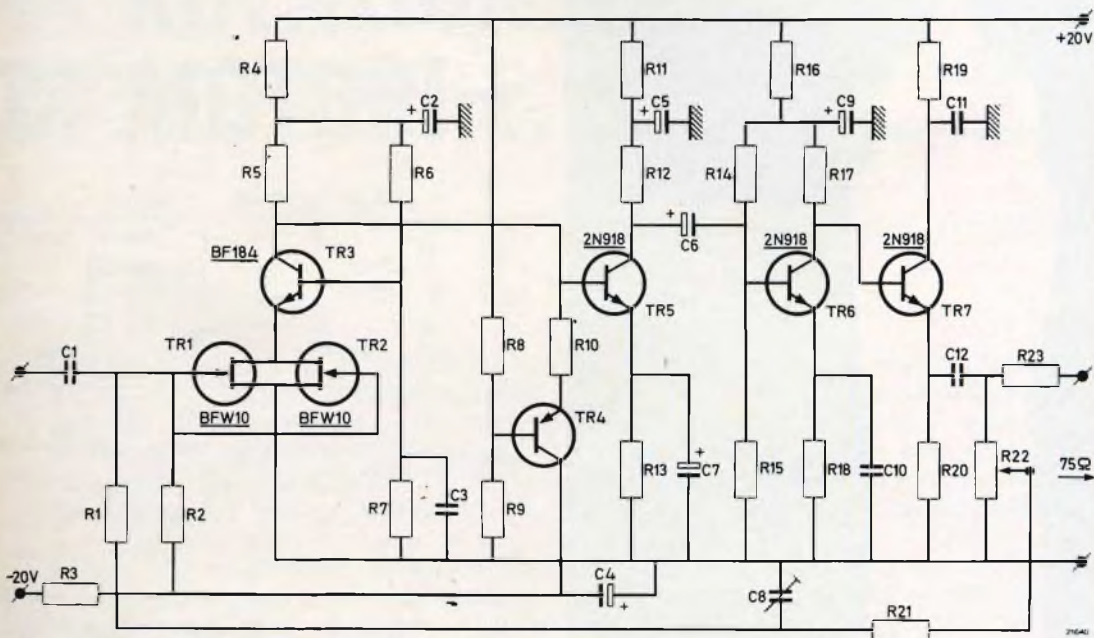 +20V
R4
R11
R16
R19
C2
C5
C9
C11
R5
R6
R12
R14
R17
C6
BF184
TR3
2N918
2N918
2N918
TR5
TR6
TR7
TR1
TR2
R8
R10
C1
C12
R23
BFW10
BFW10
TR4
R1
R2
R7
C3
R9
R13
C7
R15
R18
C10
R20
R22
75Ω
-20V
R3
C4
C8
R21